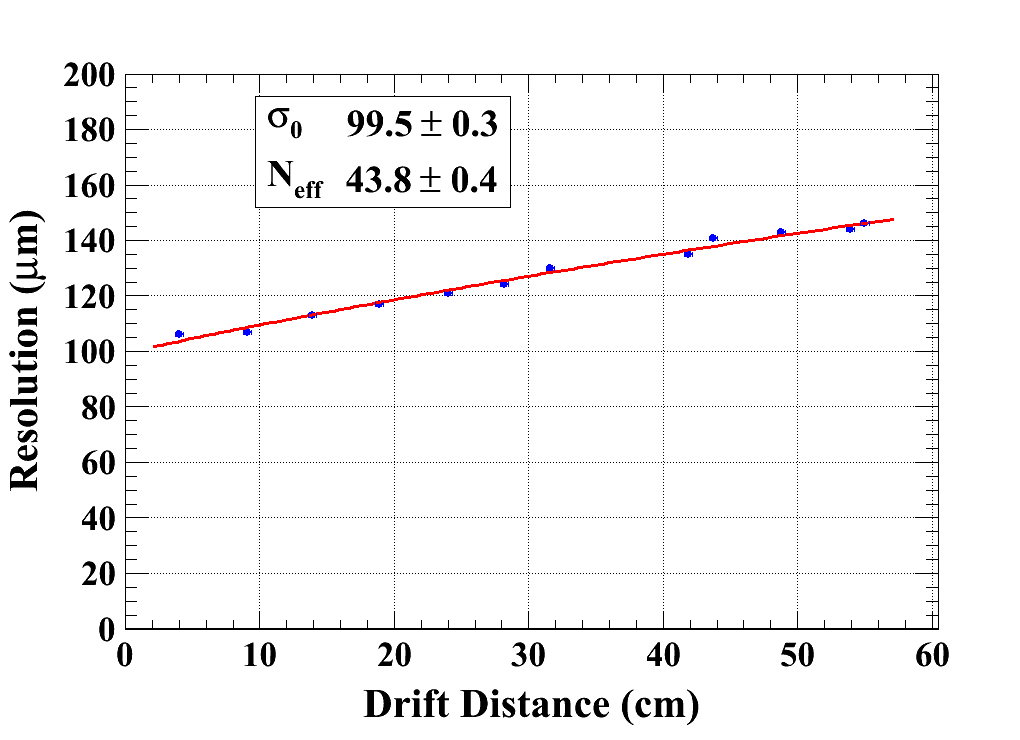 200
180
160
140
120
100
80
60
40
20
0
σ0 99.5 ± 0.3
Neff 43.8 ± 0.4
Resolution (μm)
0 10 20 30 40 50 60
Drift Distance (cm)